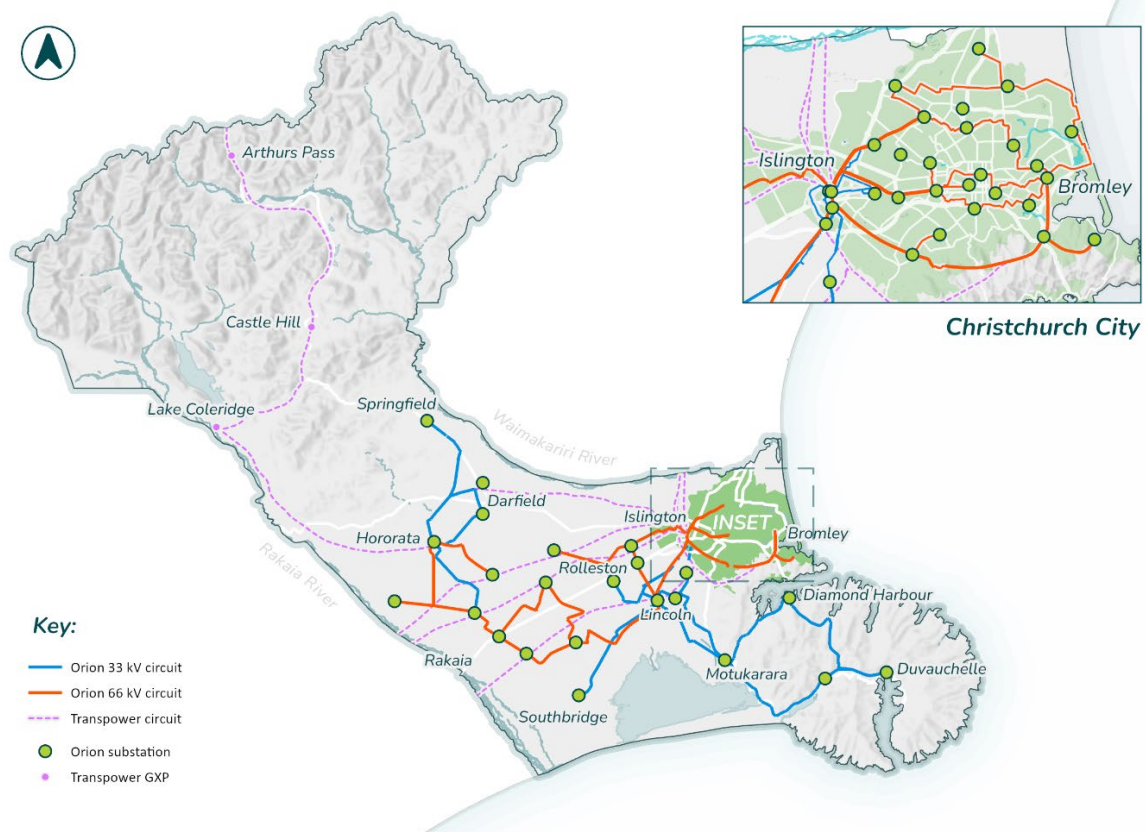 Arthurs Pass
Castle Hill
Lake Coleridge
Springfield
Waimakariri River
Darfield
Hororata
Rakaia River
Islington
INSET
Bromley
Rolleston
Lincoln
Diamond Harbour
Rakaia
Motukarara
Duvauchelle
Southbridge
Islington
Bromley
Christchurch City
Key:
Orion 33 kV circuit
Orion 66 kV circuit
Transpower circuit
Orion substation
Transpower GXP